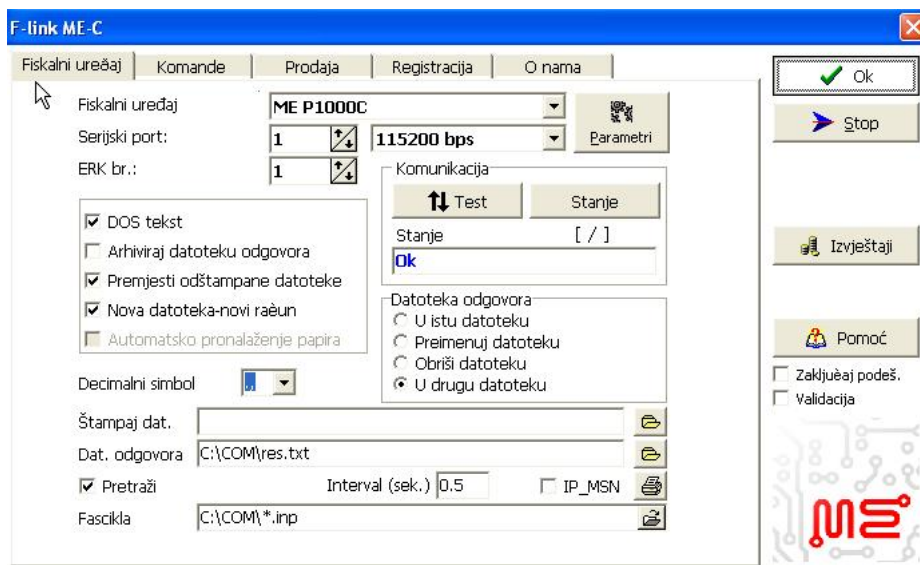 F-link ME-C
Fiskalni ureðaj Komande Prodaja Registracija O nama
Fiskalni uređaj ME P1000C
Serijski port: 1 115200 bps Parametri
ERK br.: 1
Komunikacija
Test Stanje
Stanje [ / ]
Ok
DOS tekst
Arhiviraj datoteku odgovora
Premjesti odštampane datoteke
Nova datoteka-novi raèun
Automatsko pronalaženje papira
Datoteka odgovora
U istu datoteku
Preimenuj datoteku
Obriši datoteku
U drugu datoteku
Decimalni simbol .,
Štampaj dat.
Dat. odgovora C:\COM\res.txt
Pretraži Interval (sek.) 0.5 IP_MSN
Fascikla C:\COM\*.inp
Ok
Stop
Izvještaji
Pomoć
Zakljuèaj podeš.
Validacija
ME